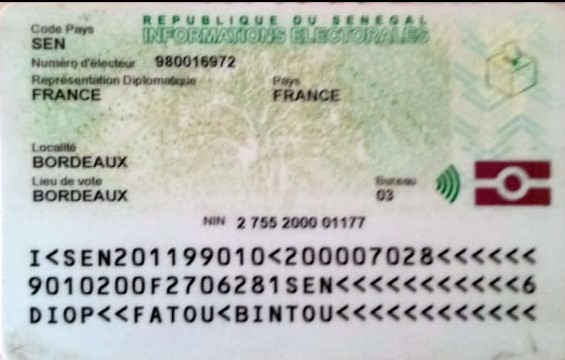 REPUBLIQUE DU SENEGAL
INFORMATIONS ELECTORALES
Code Pays
SEN
Numéro d'électeur 980016972
Représentation Diplomatique Pays
FRANCE FRANCE
Localité
BORDEAUX
Lieu de vote Bureau
BORDEAUX 03
NIN 2 755 2000 01177
I<SEN201199010<200007028<<<<<<
9010200F2706281SEN<<<<<<<<<<<6
DIOP<<FATOU<BINTOU<<<<<<<<<<<<